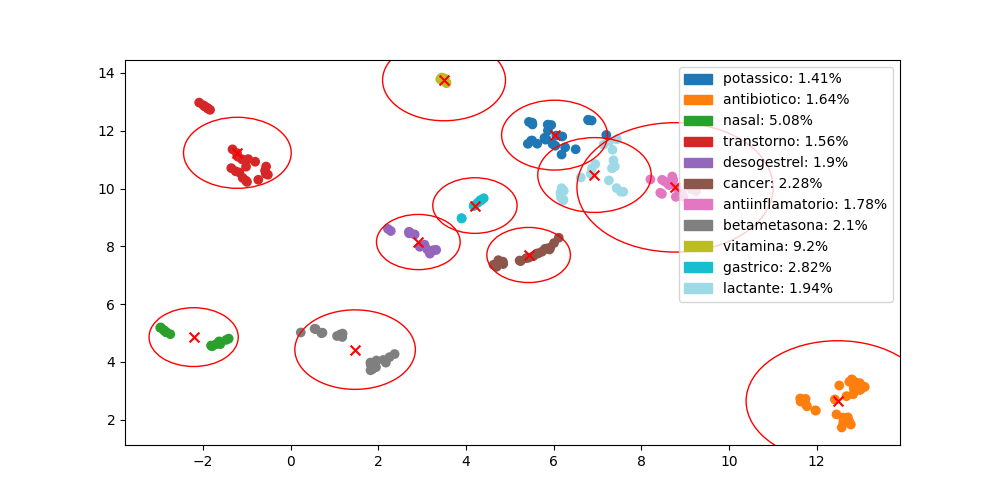 14
12
10
8
6
4
2
−2
0
2
4
6
8
10
12
potassico: 1.41%
antibiotico: 1.64%
nasal: 5.08%
transtorno: 1.56%
desogestrel: 1.9%
cancer: 2.28%
antiinflamatorio: 1.78%
betametasona: 2.1%
vitamina: 9.2%
gastrico: 2.82%
lactante: 1.94%